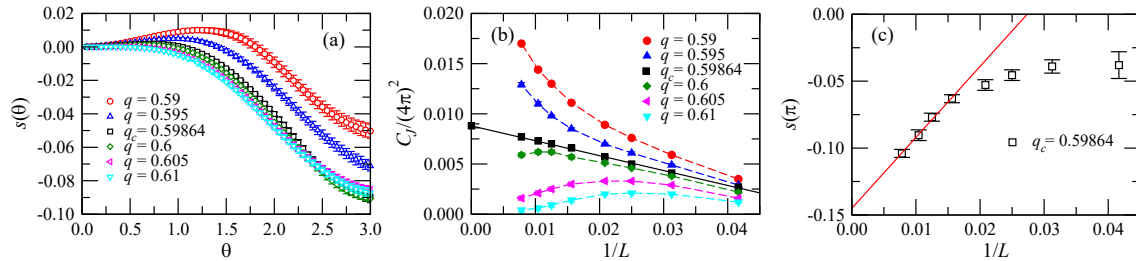 (a)
0.00
-0.02
-0.04
-0.06
-0.08
-0.10
s(θ)
q = 0.59
q = 0.595
q_c = 0.59864
q = 0.6
q = 0.605
q = 0.61
0.0 0.5 1.0 1.5 2.0 2.5 3.0
θ
(b)
0.020
0.015
0.010
0.005
0.000
C_J/(4π)^2
q = 0.59
q = 0.595
q_c = 0.59864
q = 0.6
q = 0.605
q = 0.61
0.00 0.01 0.02 0.03 0.04
1/L
(c)
0.00
-0.05
-0.10
-0.15
s(π)
q_c = 0.59864
0.00 0.01 0.02 0.03 0.04
1/L